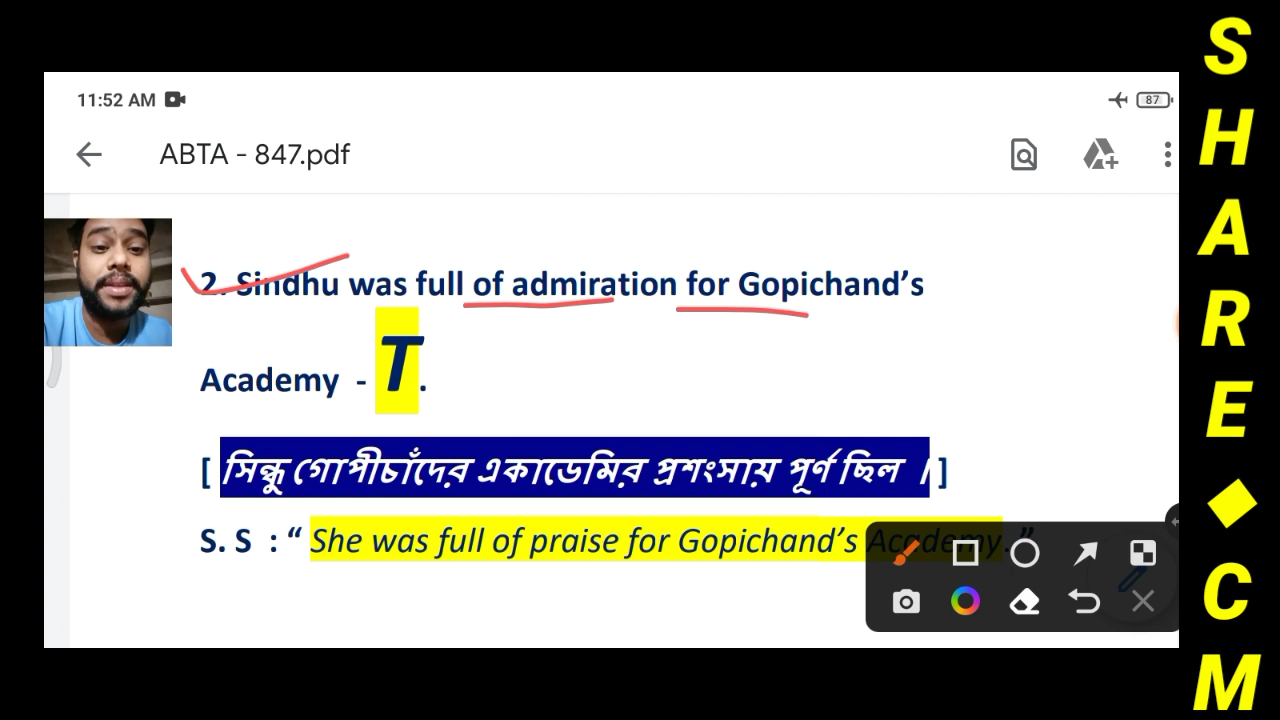 11:52 AM
87
ABTA - 847.pdf
2. Sindhu was full of admiration for Gopichand’s
Academy - T.
[ সিন্ধু গোপীচাঁদের একাডেমির প্রশংসায় পূর্ণ ছিল । ]
S. S : “ She was full of praise for Gopichand’s Academy. ”
SHARE◆CM